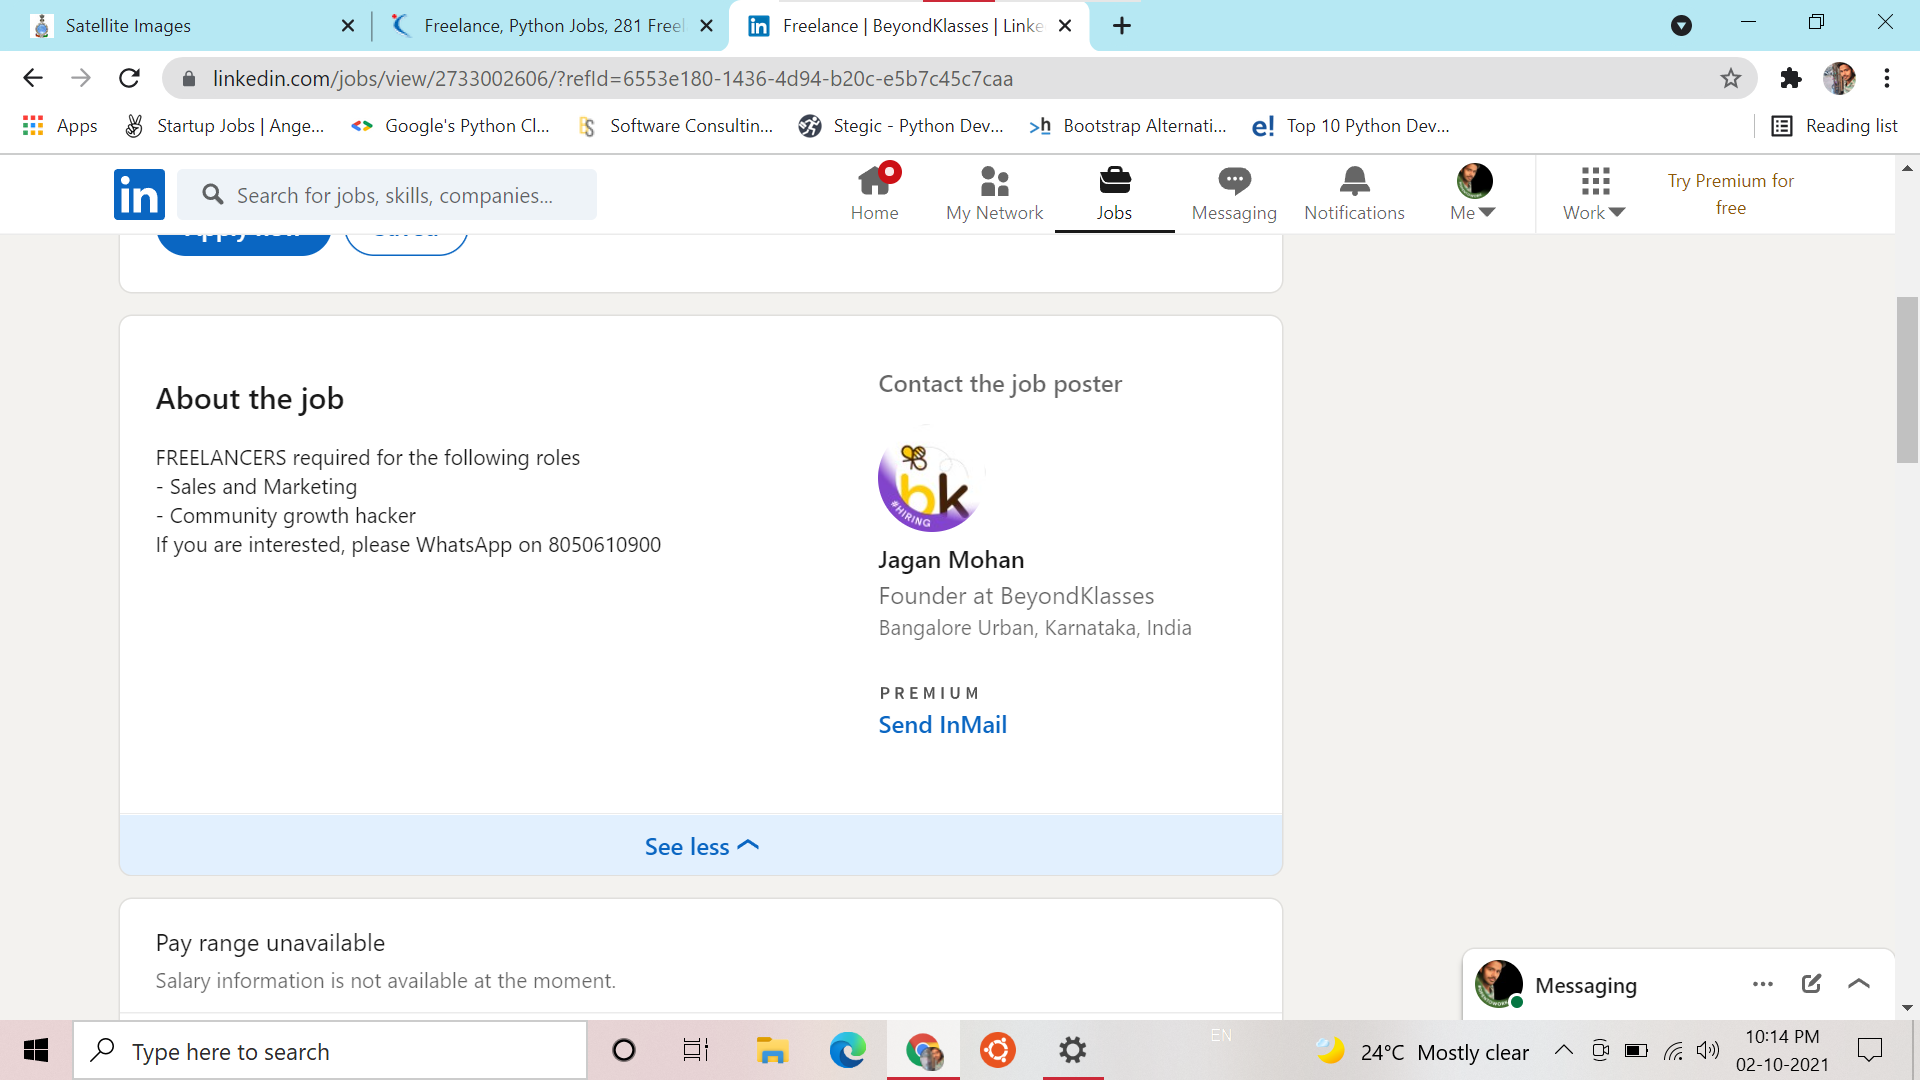 Satellite Images
Freelance, Python Jobs, 281 Freel
Freelance | BeyondKlasses | Linke
linkedin.com/jobs/view/2733002606/?refId=6553e180-1436-4d94-b20c-e5b7c45c7caa
Apps
Startup Jobs | Ange...
Google's Python Cl...
Software Consultin...
Stegic - Python Dev...
Bootstrap Alternati...
Top 10 Python Dev...
Reading list
in
Search for jobs, skills, companies...
Home
My Network
Jobs
Messaging
Notifications
Me
Work
Try Premium for
free
Apply now
Saved
About the job
FREELANCERS required for the following roles
- Sales and Marketing
- Community growth hacker
If you are interested, please WhatsApp on 8050610900
Contact the job poster
bk
#HIRING
Jagan Mohan
Founder at BeyondKlasses
Bangalore Urban, Karnataka, India
PREMIUM
Send InMail
See less
Pay range unavailable
Salary information is not available at the moment.
Messaging
Type here to search
EN
24°C Mostly clear
10:14 PM
02-10-2021